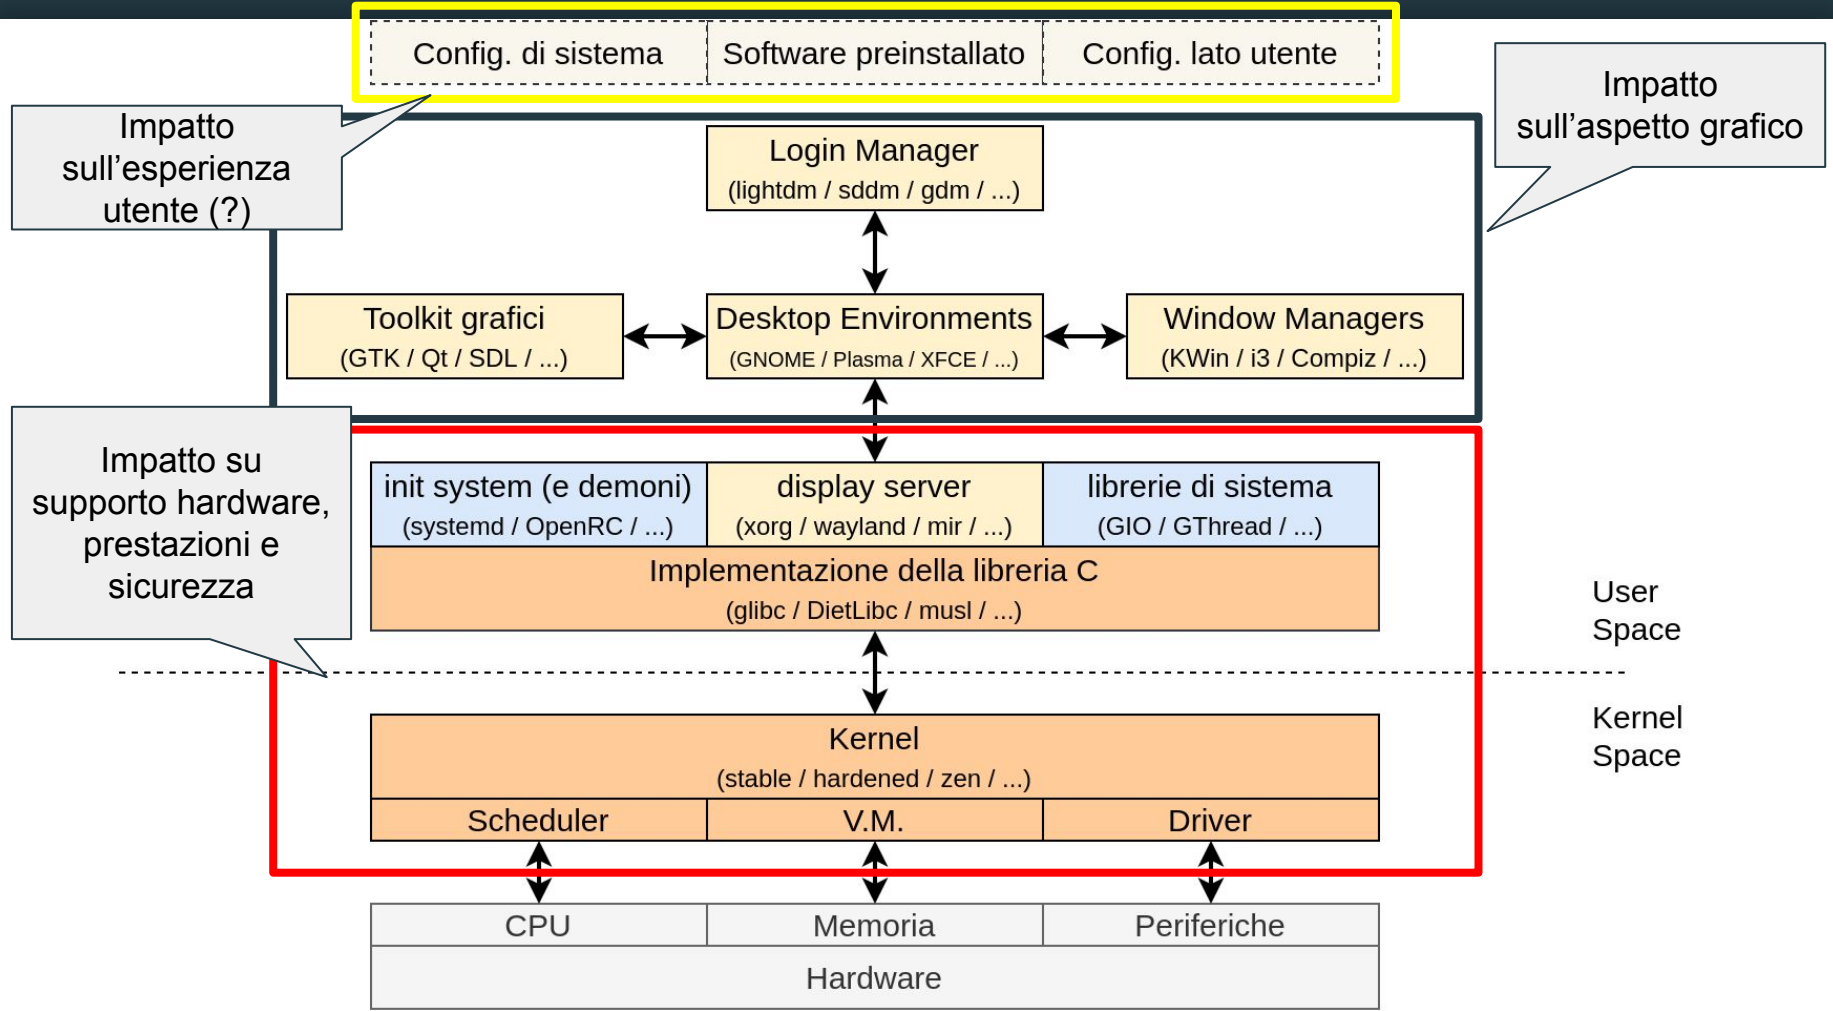 Config. di sistema
Software preinstallato
Config. lato utente
Impatto
sull'esperienza
utente (?)
Impatto
sull'aspetto grafico
Login Manager
(lightdm / sddm / gdm / ...)
Toolkit grafici
(GTK / Qt / SDL / ...)
Desktop Environments
(GNOME / Plasma / XFCE / ...)
Window Managers
(KWin / i3 / Compiz / ...)
Impatto su
supporto hardware,
prestazioni e
sicurezza
init system (e demoni)
(systemd / OpenRC / ...)
display server
(xorg / wayland / mir / ...)
librerie di sistema
(GIO / GThread / ...)
Implementazione della libreria C
(glibc / DietLibc / musl / ...)
User
Space
Kernel
Space
Kernel
(stable / hardened / zen / ...)
Scheduler
V.M.
Driver
CPU
Memoria
Periferiche
Hardware